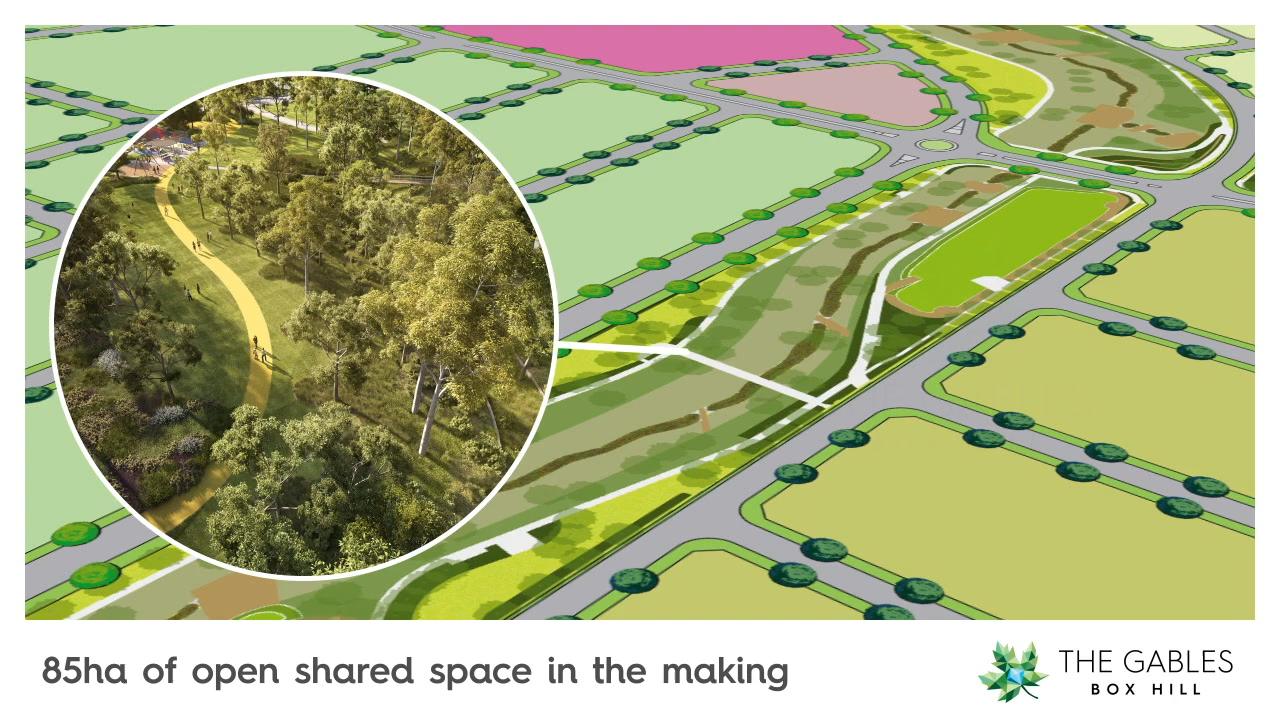 85ha of open shared space in the making
THE GABLES
BOX HILL